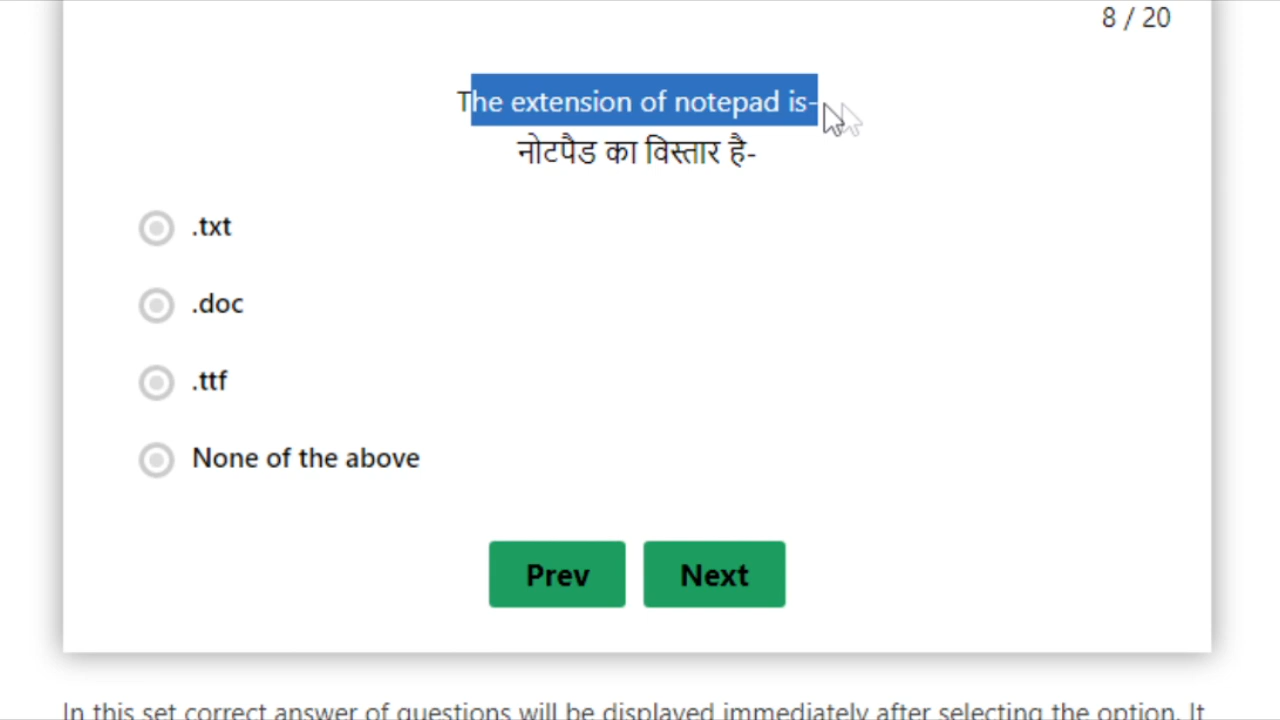 8 / 20
The extension of notepad is-
नोटपैड का विस्तार है-
.txt
.doc
.ttf
None of the above
Prev Next
In this set correct answer of questions will be displayed immediately after selecting the option. It